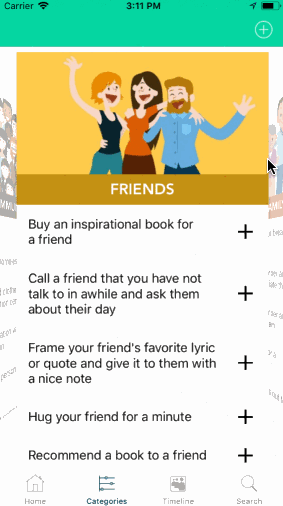 Carrier 3:11 PM
FRIENDS
Buy an inspirational book for
a friend
Call a friend that you have not
talk to in awhile and ask them
about their day
Frame your friend's favorite lyric
or quote and give it to them with
a nice note
Hug your friend for a minute
Recommend a book to a friend
Home Categories Timeline Search